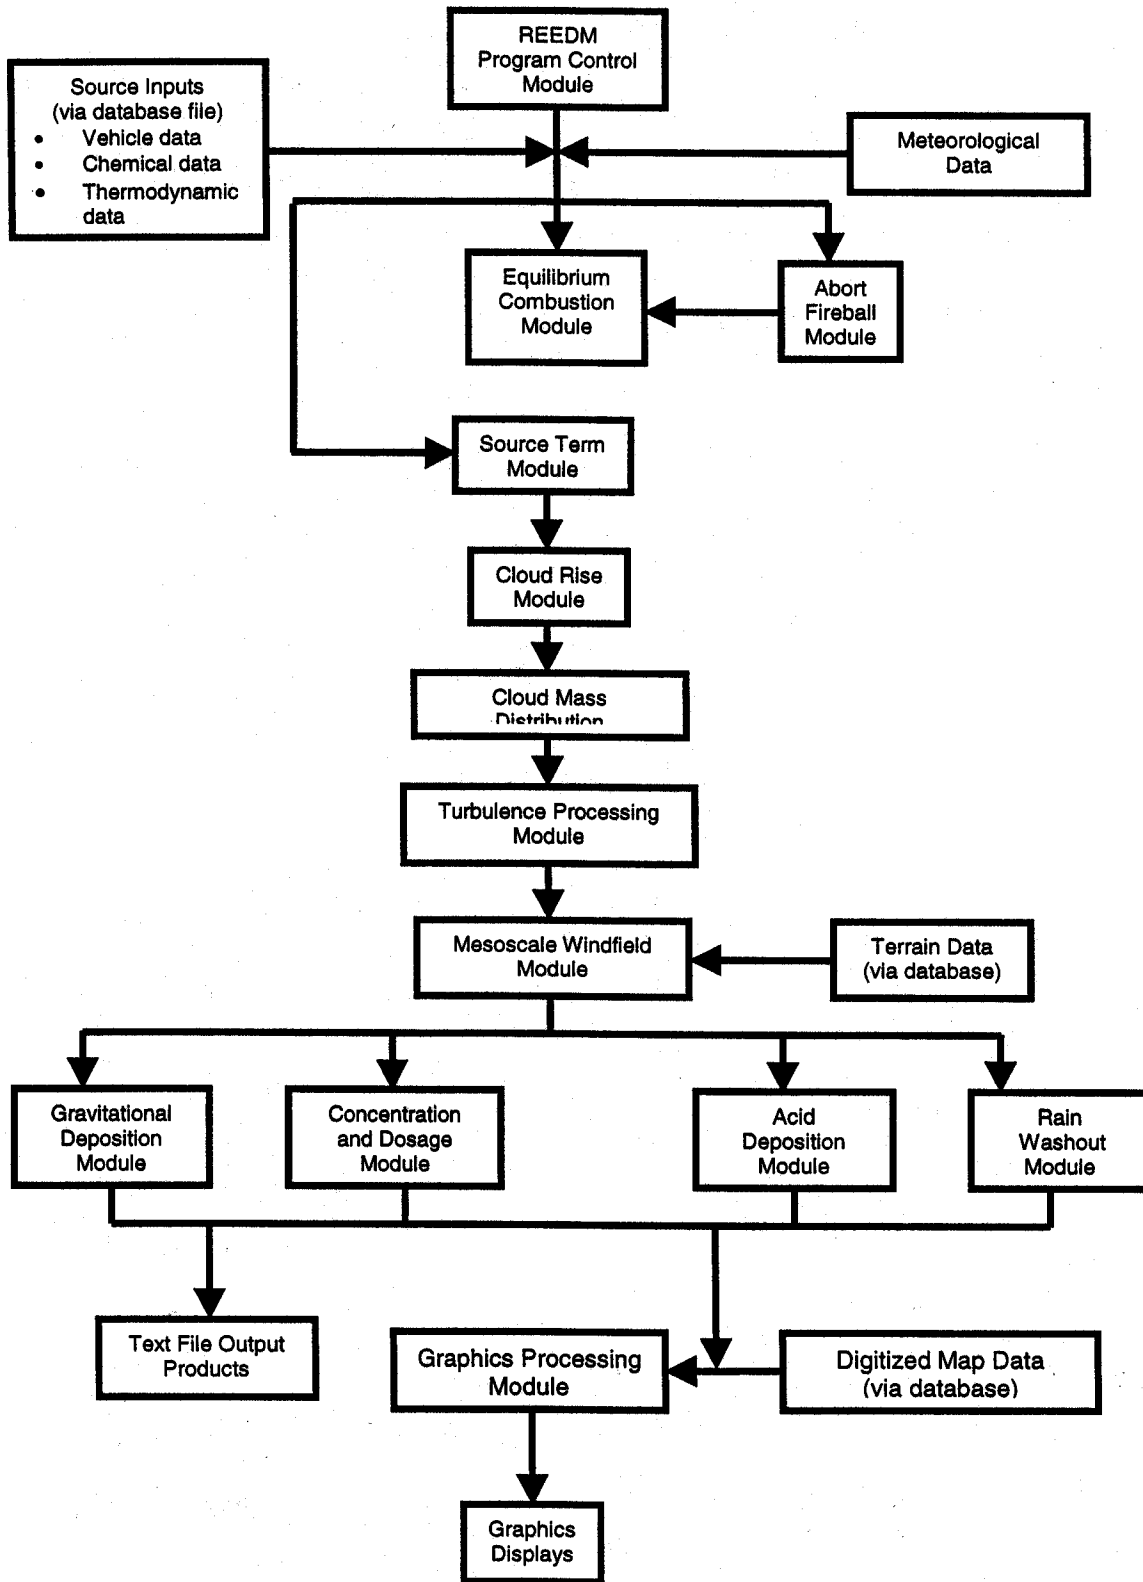 REEDM
Program Control
Module
Source Inputs
(via database file)
• Vehicle data
• Chemical data
• Thermodynamic
data
Meteorological
Data
Equilibrium
Combustion
Module
Abort
Fireball
Module
Source Term
Module
Cloud Rise
Module
Cloud Mass
Distribution
Turbulence Processing
Module
Mesoscale Windfield
Module
Terrain Data
(via database)
Gravitational
Deposition
Module
Concentration
and Dosage
Module
Acid
Deposition
Module
Rain
Washout
Module
Text File Output
Products
Graphics Processing
Module
Digitized Map Data
(via database)
Graphics
Displays